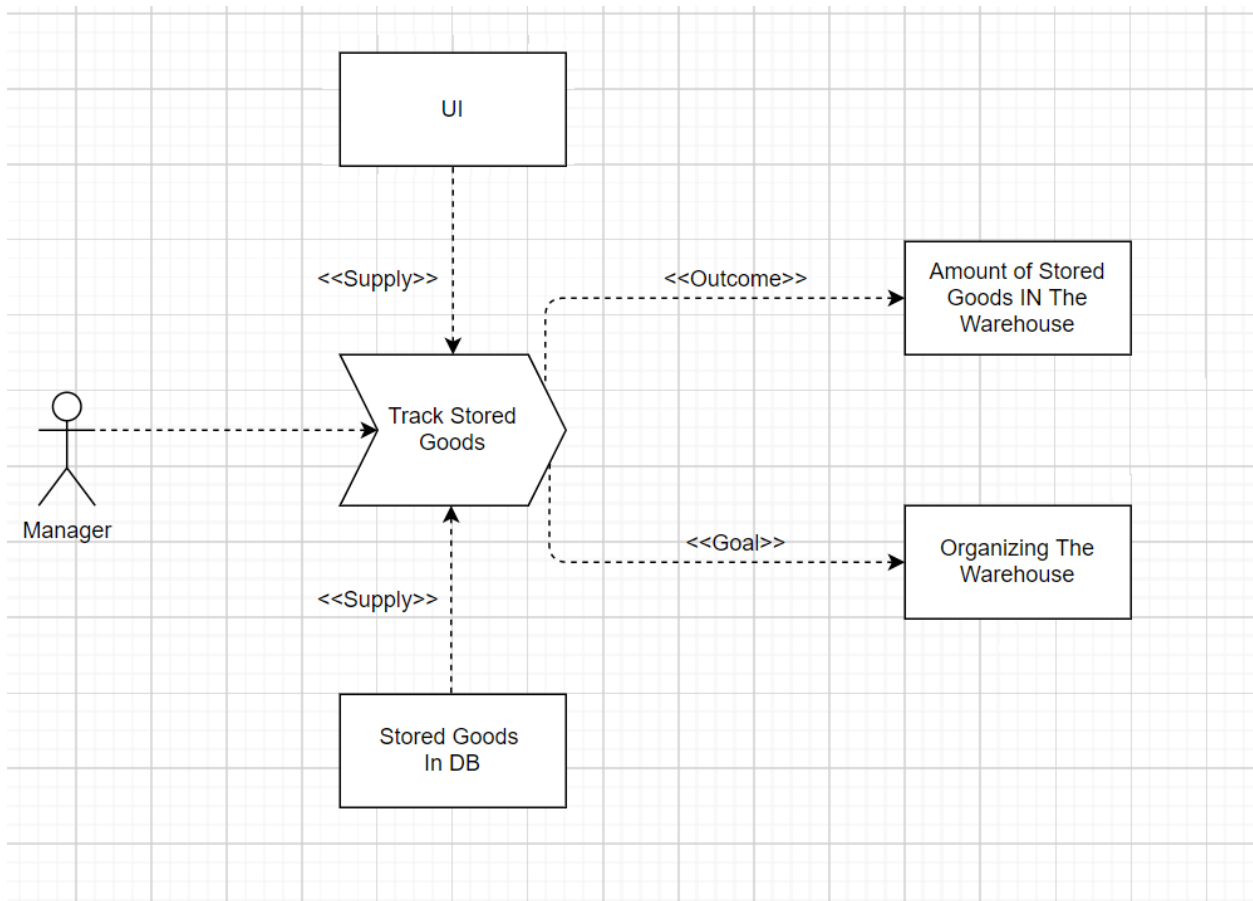 UI
<<Supply>>
<<Outcome>>
Amount of Stored
Goods IN The
Warehouse
Track Stored
Goods
Manager
<<Goal>>
Organizing The
Warehouse
<<Supply>>
Stored Goods
In DB